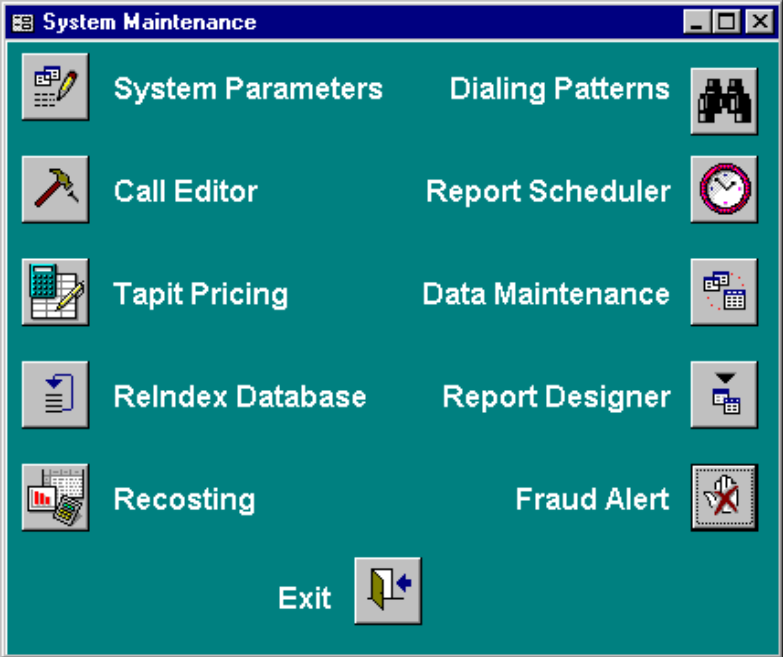 System Maintenance
System Parameters
Dialing Patterns
Call Editor
Report Scheduler
Tapit Pricing
Data Maintenance
ReIndex Database
Report Designer
Recosting
Fraud Alert
Exit